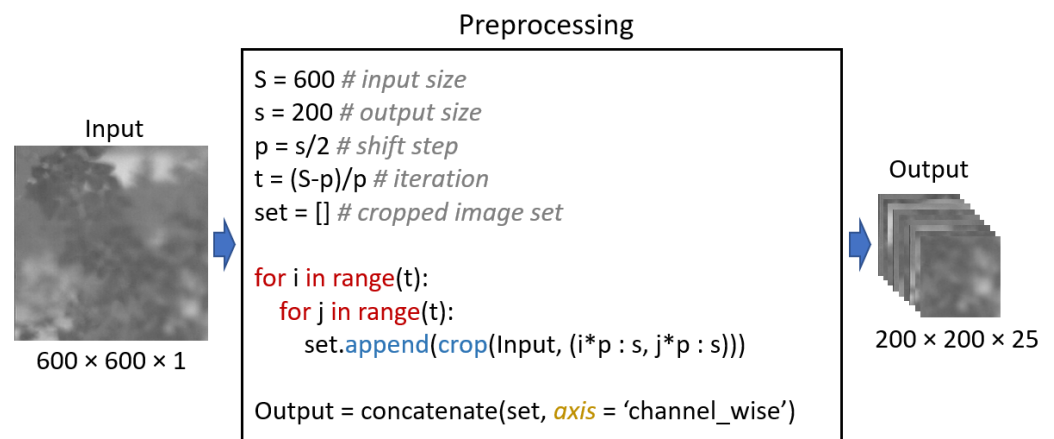 Preprocessing
Input
600 × 600 × 1
S = 600 # input size
s = 200 # output size
p = s/2 # shift step
t = (S-p)/p # iteration
set = [] # cropped image set
for i in range(t):
for j in range(t):
set.append(crop(Input, (i*p : s, j*p : s)))
Output = concatenate(set, axis = ‘channel_wise’)
Output
200 × 200 × 25